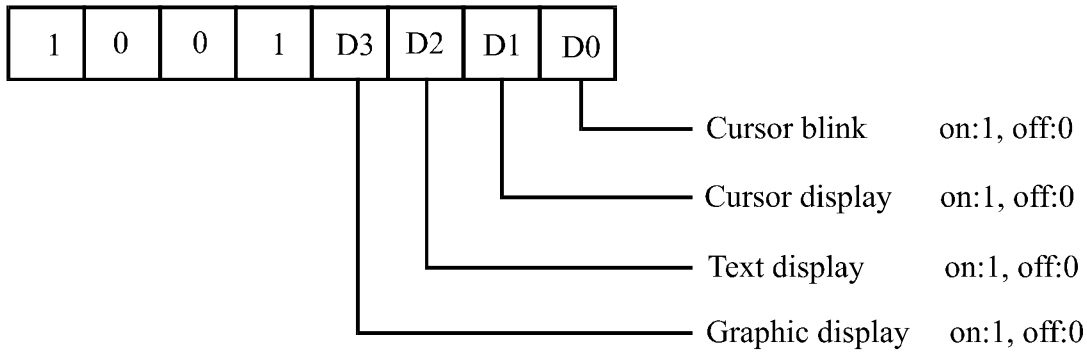 1 0 0 1 D3 D2 D1 D0
Cursor blink on:1, off:0
Cursor display on:1, off:0
Text display on:1, off:0
Graphic display on:1, off:0